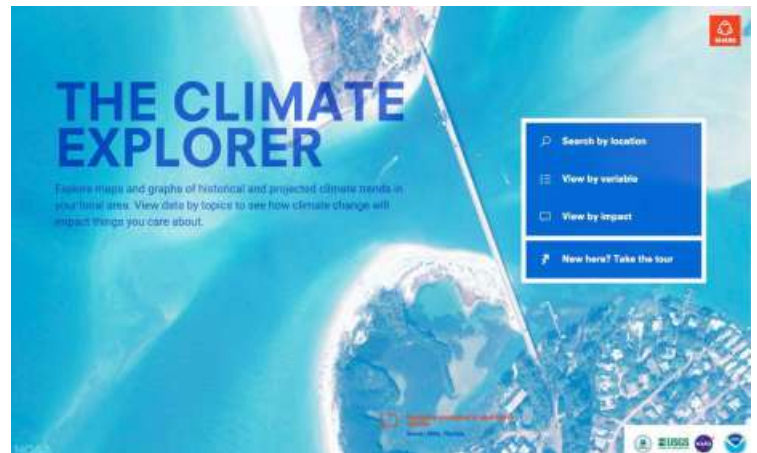 THE CLIMATE
EXPLORER
Explore maps and graphs of historical and projected climate trends in
your local area. View data by topics to see how climate change will
impact things you care about.
Search by location
View by variable
View by impact
New here? Take the tour
USGS
NASA